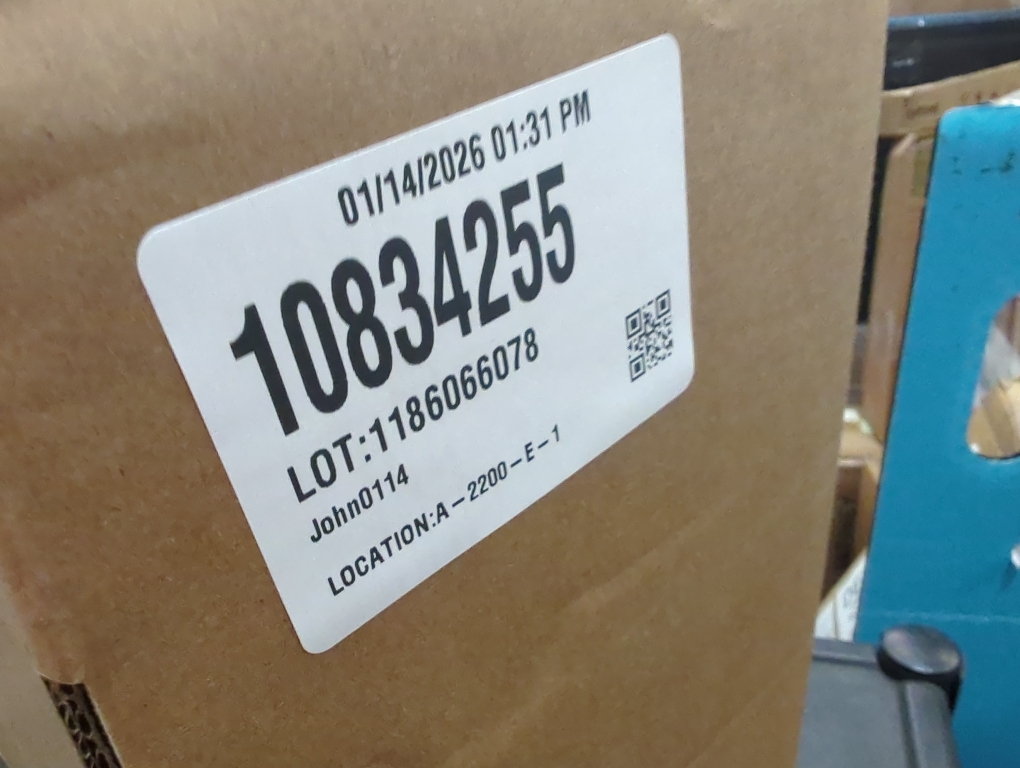 01/14/2026 01:31 PM
10834255
LOT:1186066078
John0114
LOCATION:A-2200-E-1